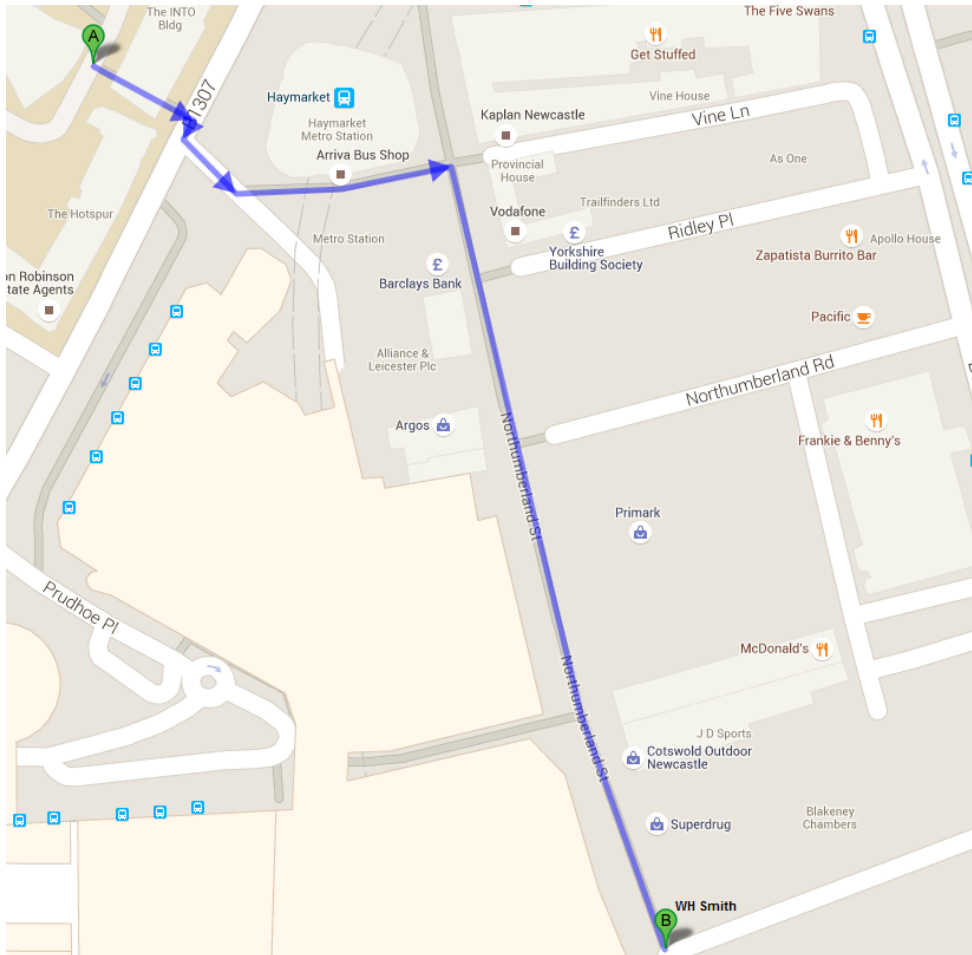 The INTO
Bldg
The Five Swans
A
Get Stuffed
Haymarket
Vine House
1307
Kaplan Newcastle
Vine Ln
Haymarket
Metro Station
Arriva Bus Shop
Provincial
House
As One
The Hotspur
Trailfinders Ltd
Vodafone
Ridley Pl
Metro Station
£
Yorkshire
Building Society
Apollo House
Zapatista Burrito Bar
£
Barclays Bank
on Robinson
tate Agents
Pacific
Alliance &
Leicester Plc
Northumberland Rd
Argos
Northumberland St
Frankie & Benny's
Primark
Prudhoe Pl
McDonald's
Northumberland St
J D Sports
Cotswold Outdoor
Newcastle
Superdrug
Blakeney
Chambers
WH Smith
B